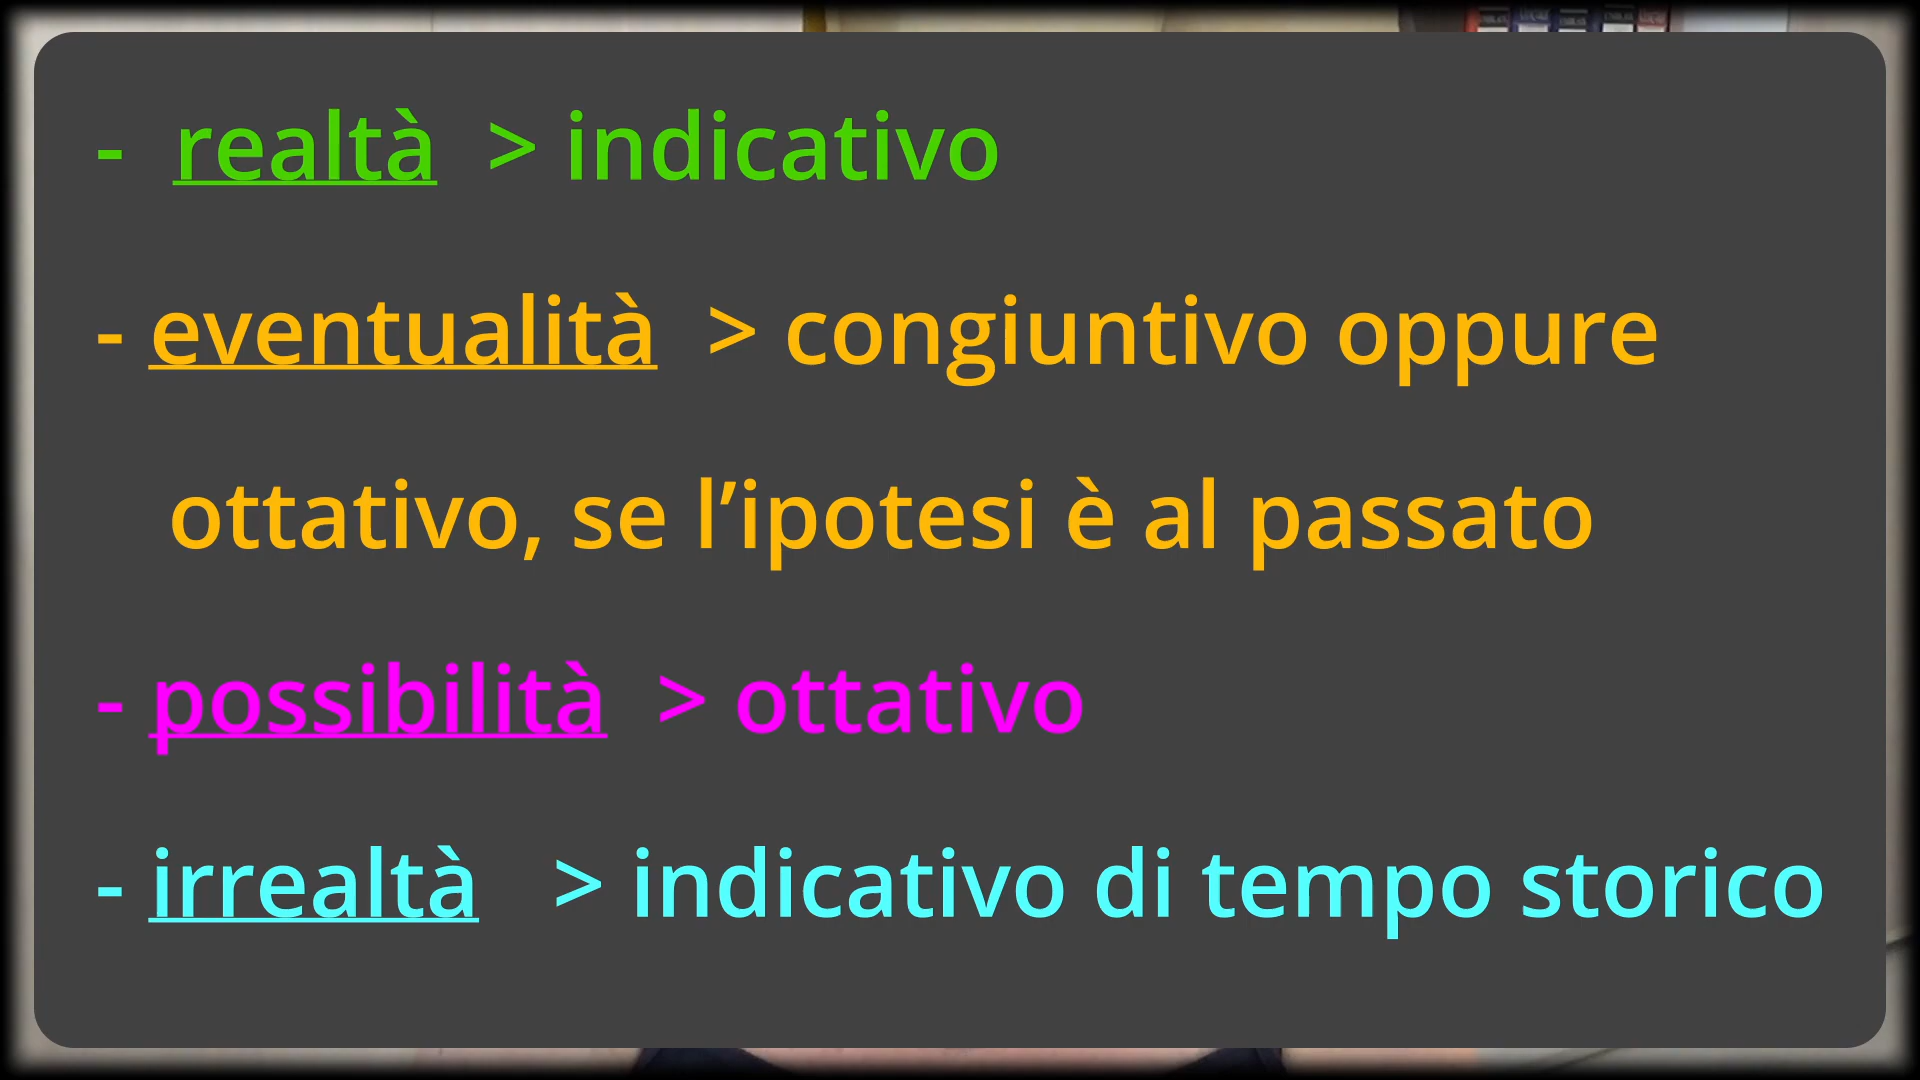 - realtà > indicativo
- eventualità > congiuntivo oppure
ottativo, se l’ipotesi è al passato
- possibilità > ottativo
- irrealtà > indicativo di tempo storico